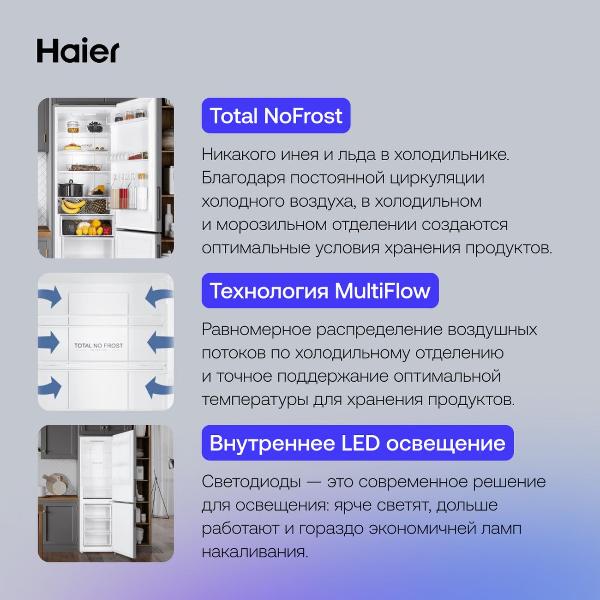 Haier
Total NoFrost
Никакого инея и льда в холодильнике.
Благодаря постоянной циркуляции
холодного воздуха, в холодильном
и морозильном отделении создаются
оптимальные условия хранения продуктов.
TOTAL NO FROST
Технология MultiFlow
Равномерное распределение воздушных
потоков по холодильному отделению
и точное поддержание оптимальной
температуры для хранения продуктов.
Внутреннее LED освещение
Светодиоды — это современное решение
для освещения: ярче светят, дольше
работают и гораздо экономичней ламп
накаливания.